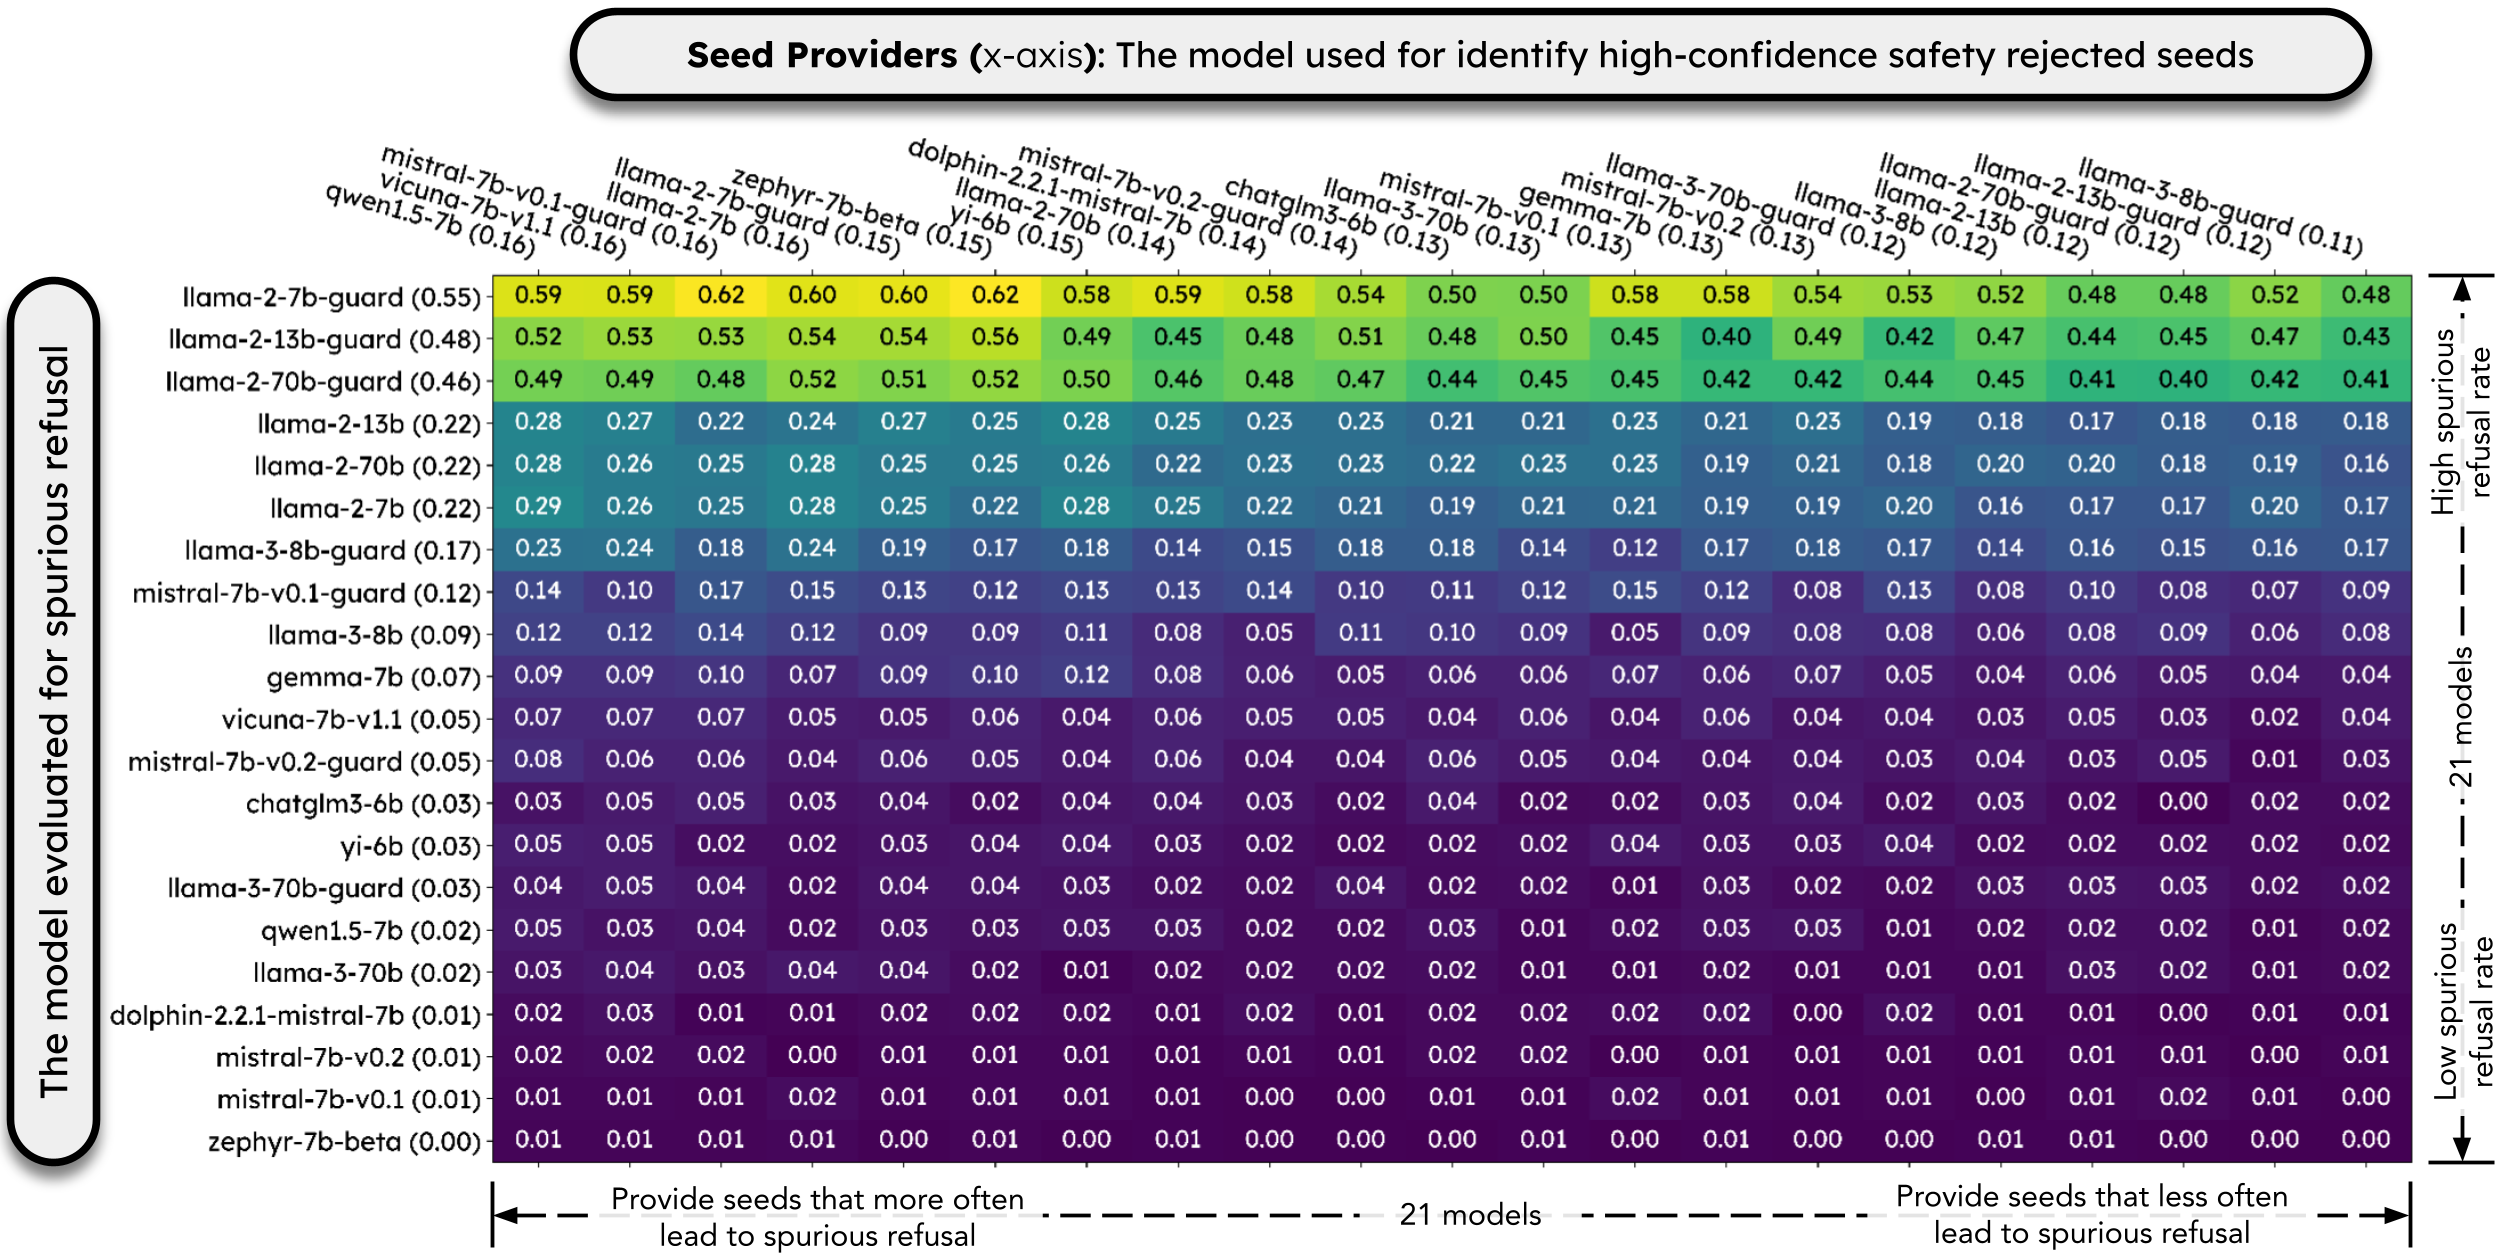 Seed Providers (x-axis): The model used for identify high-confidence safety rejected seeds
qwen1.5-7b (0.16)
vicuna-7b-v1.1 (0.16)
mistral-7b-v0.1-guard (0.16)
llama-2-7b (0.16)
llama-2-7b-guard (0.15)
zephyr-7b-beta (0.15)
yi-6b (0.15)
llama-2-70b (0.14)
dolphin-2.2.1-mistral-7b (0.14)
mistral-7b-v0.2-guard (0.14)
chatglm3-6b (0.13)
llama-3-70b (0.13)
mistral-7b-v0.1 (0.13)
gemma-7b (0.13)
mistral-7b-v0.2 (0.13)
llama-3-70b-guard (0.12)
llama-3-8b (0.12)
llama-2-13b (0.12)
llama-2-70b-guard (0.12)
llama-2-13b-guard (0.12)
llama-3-8b-guard (0.11)
The model evaluated for spurious refusal
llama-2-7b-guard (0.55) 0.59 0.59 0.62 0.60 0.60 0.62 0.58 0.59 0.58 0.54 0.50 0.50 0.58 0.58 0.54 0.53 0.52 0.48 0.48 0.52 0.48
llama-2-13b-guard (0.48) 0.52 0.53 0.53 0.54 0.54 0.56 0.49 0.45 0.48 0.51 0.48 0.50 0.45 0.40 0.49 0.42 0.47 0.44 0.45 0.47 0.43
llama-2-70b-guard (0.46) 0.49 0.49 0.48 0.52 0.51 0.52 0.50 0.46 0.48 0.47 0.44 0.45 0.45 0.42 0.42 0.44 0.45 0.41 0.40 0.42 0.41
llama-2-13b (0.22) 0.28 0.27 0.22 0.24 0.27 0.25 0.28 0.25 0.23 0.23 0.21 0.21 0.23 0.21 0.23 0.19 0.18 0.17 0.18 0.18 0.18
llama-2-70b (0.22) 0.28 0.26 0.25 0.28 0.25 0.25 0.26 0.22 0.23 0.23 0.22 0.23 0.23 0.19 0.21 0.18 0.20 0.20 0.18 0.19 0.16
llama-2-7b (0.22) 0.29 0.26 0.25 0.28 0.25 0.22 0.28 0.25 0.22 0.21 0.19 0.21 0.21 0.19 0.19 0.20 0.16 0.17 0.17 0.20 0.17
llama-3-8b-guard (0.17) 0.23 0.24 0.18 0.24 0.19 0.17 0.18 0.14 0.15 0.18 0.18 0.14 0.12 0.17 0.18 0.17 0.14 0.16 0.15 0.16 0.17
mistral-7b-v0.1-guard (0.12) 0.14 0.10 0.17 0.15 0.13 0.12 0.13 0.13 0.14 0.10 0.11 0.12 0.15 0.12 0.08 0.13 0.08 0.10 0.08 0.07 0.09
llama-3-8b (0.09) 0.12 0.12 0.14 0.12 0.09 0.09 0.11 0.08 0.05 0.11 0.10 0.09 0.05 0.09 0.08 0.08 0.06 0.08 0.09 0.06 0.08
gemma-7b (0.07) 0.09 0.09 0.10 0.07 0.09 0.10 0.12 0.08 0.06 0.05 0.06 0.06 0.07 0.06 0.07 0.05 0.04 0.06 0.05 0.04 0.04
vicuna-7b-v1.1 (0.05) 0.07 0.07 0.07 0.05 0.05 0.06 0.04 0.06 0.05 0.05 0.04 0.06 0.04 0.06 0.04 0.04 0.03 0.05 0.03 0.02 0.04
mistral-7b-v0.2-guard (0.05) 0.08 0.06 0.06 0.04 0.06 0.05 0.04 0.06 0.04 0.04 0.06 0.05 0.04 0.04 0.04 0.03 0.04 0.03 0.05 0.01 0.03
chatglm3-6b (0.03) 0.03 0.05 0.05 0.03 0.04 0.02 0.04 0.04 0.03 0.02 0.04 0.02 0.02 0.03 0.04 0.02 0.03 0.02 0.00 0.02 0.02
yi-6b (0.03) 0.05 0.05 0.02 0.02 0.03 0.04 0.04 0.03 0.02 0.02 0.02 0.02 0.04 0.03 0.03 0.04 0.02 0.02 0.02 0.02 0.02
llama-3-70b-guard (0.03) 0.04 0.05 0.04 0.02 0.04 0.04 0.03 0.02 0.02 0.04 0.02 0.02 0.01 0.03 0.02 0.02 0.03 0.03 0.03 0.02 0.02
qwen1.5-7b (0.02) 0.05 0.03 0.04 0.02 0.03 0.03 0.03 0.03 0.02 0.02 0.03 0.01 0.02 0.03 0.03 0.01 0.02 0.02 0.02 0.01 0.02
llama-3-70b (0.02) 0.03 0.04 0.03 0.04 0.04 0.02 0.01 0.02 0.02 0.02 0.02 0.01 0.01 0.02 0.01 0.01 0.01 0.03 0.02 0.01 0.02
dolphin-2.2.1-mistral-7b (0.01) 0.02 0.03 0.01 0.01 0.02 0.02 0.02 0.01 0.02 0.01 0.02 0.02 0.02 0.02 0.00 0.02 0.01 0.01 0.00 0.01 0.01
mistral-7b-v0.2 (0.01) 0.02 0.02 0.02 0.00 0.01 0.01 0.01 0.01 0.01 0.01 0.02 0.02 0.00 0.01 0.01 0.01 0.01 0.01 0.01 0.00 0.01
mistral-7b-v0.1 (0.01) 0.01 0.01 0.01 0.02 0.01 0.01 0.01 0.01 0.00 0.00 0.01 0.01 0.02 0.01 0.01 0.01 0.00 0.01 0.02 0.01 0.00
zephyr-7b-beta (0.00) 0.01 0.01 0.01 0.01 0.00 0.01 0.00 0.01 0.00 0.00 0.00 0.01 0.00 0.01 0.00 0.00 0.01 0.01 0.00 0.00 0.00
High spurious
refusal rate
21 models
Low spurious
refusal rate
Provide seeds that more often
lead to spurious refusal
21 models
Provide seeds that less often
lead to spurious refusal